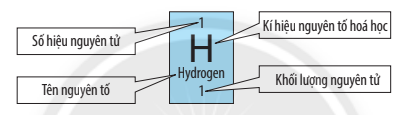 Số hiệu nguyên tử
Kí hiệu nguyên tố hoá học
1
H
Hydrogen
1
Tên nguyên tố
Khối lượng nguyên tử